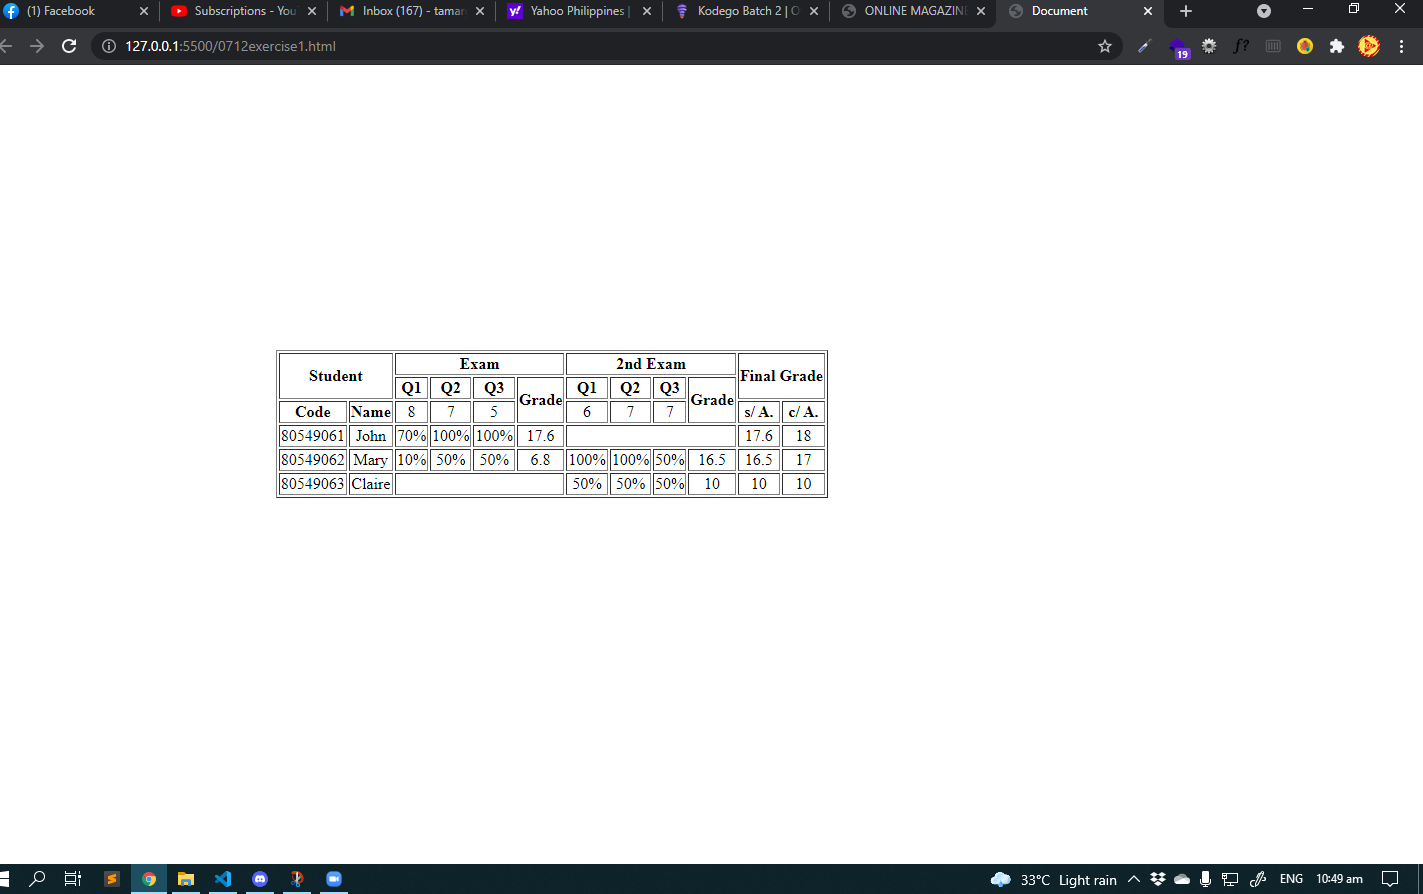 (1) Facebook
Subscriptions - You
Inbox (167) - taman
Yahoo Philippines |
Kodego Batch 2 | O
ONLINE MAGAZINE
Document
127.0.0.1:5500/0712exercise1.html
f?
19
Student Exam 2nd Exam Final Grade
Q1 Q2 Q3 Grade Q1 Q2 Q3 Grade
Code Name 8 7 5 6 7 7 s/ A. c/ A.
80549061 John 70% 100% 100% 17.6 17.6 18
80549062 Mary 10% 50% 50% 6.8 100% 100% 50% 16.5 16.5 17
80549063 Claire 50% 50% 50% 10 10 10
33°C Light rain
ENG
10:49 am